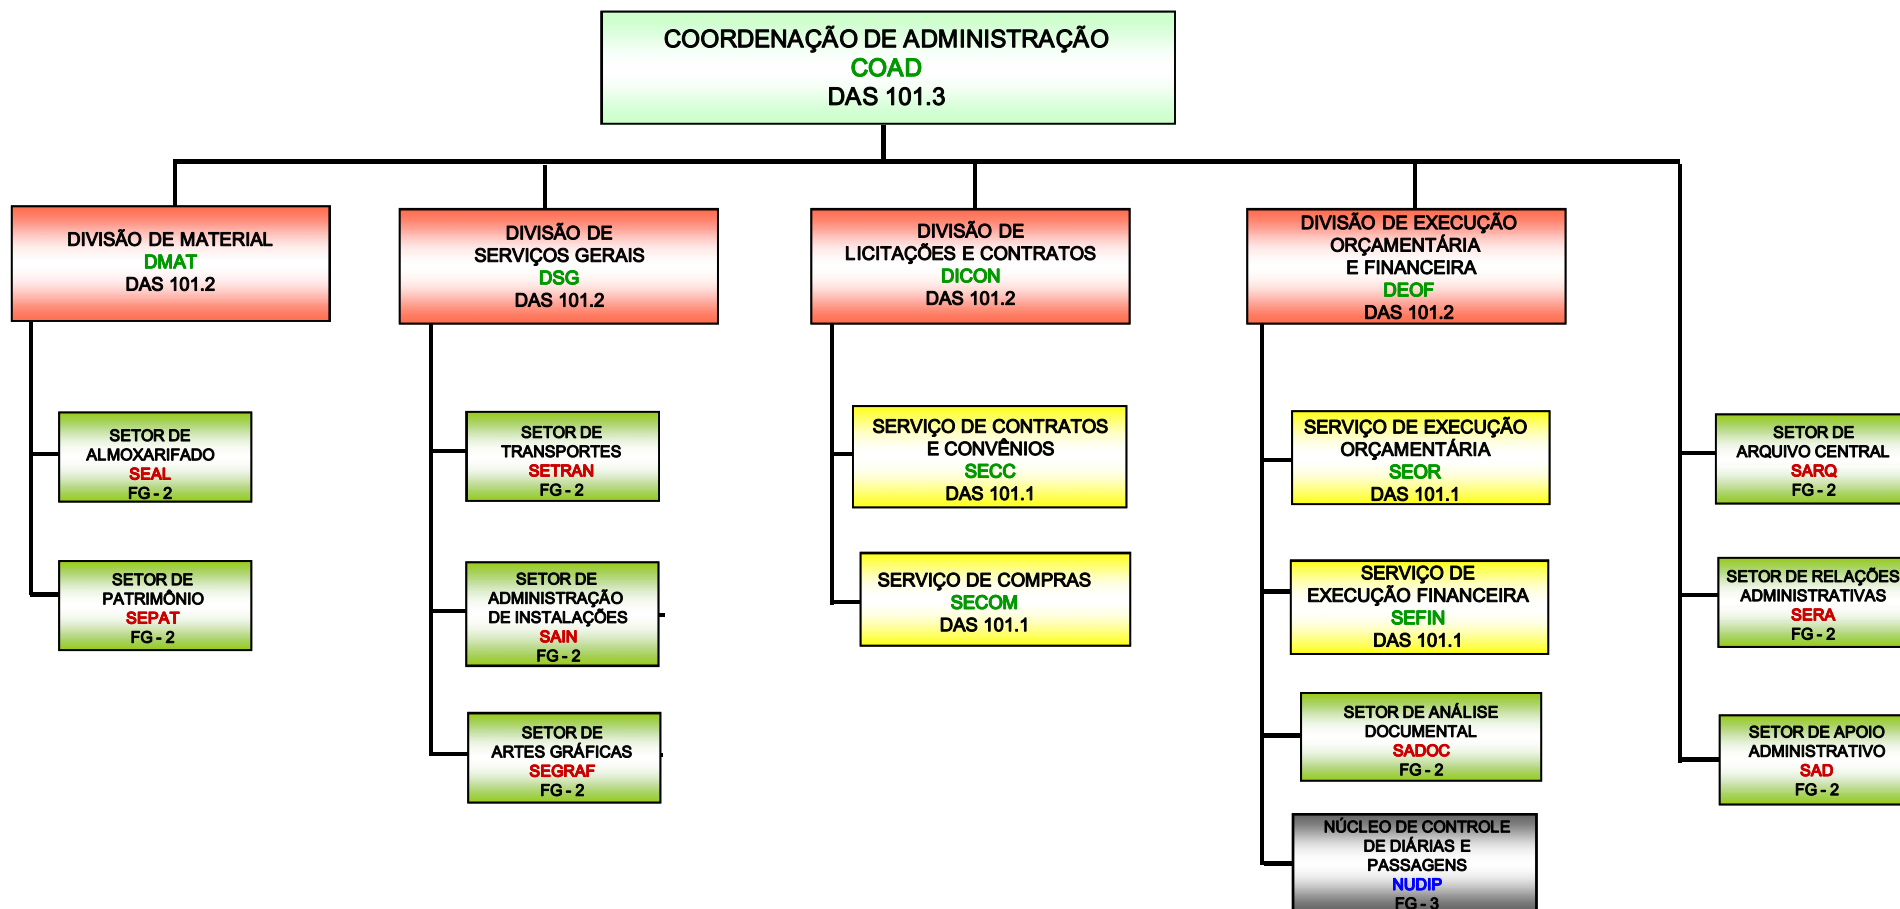 COORDENAÇÃO DE ADMINISTRAÇÃO
COAD
DAS 101.3
DIVISÃO DE MATERIAL
DMAT
DAS 101.2
DIVISÃO DE
SERVIÇOS GERAIS
DSG
DAS 101.2
DIVISÃO DE
LICITAÇÕES E CONTRATOS
DICON
DAS 101.2
DIVISÃO DE EXECUÇÃO
ORÇAMENTÁRIA
E FINANCEIRA
DEOF
DAS 101.2
SETOR DE
ALMOXARIFADO
SEAL
FG - 2
SETOR DE
PATRIMÔNIO
SEPAT
FG - 2
SETOR DE
TRANSPORTES
SETRAN
FG - 2
SETOR DE
ADMINISTRAÇÃO
DE INSTALAÇÕES
SAIN
FG - 2
SETOR DE
ARTES GRÁFICAS
SEGRAF
FG - 2
SERVIÇO DE CONTRATOS
E CONVÊNIOS
SECC
DAS 101.1
SERVIÇO DE COMPRAS
SECOM
DAS 101.1
SERVIÇO DE EXECUÇÃO
ORÇAMENTÁRIA
SEOR
DAS 101.1
SERVIÇO DE
EXECUÇÃO FINANCEIRA
SEFIN
DAS 101.1
SETOR DE ANÁLISE
DOCUMENTAL
SADOC
FG - 2
NÚCLEO DE CONTROLE
DE DIÁRIAS E
PASSAGENS
NUDIP
FG - 3
SETOR DE
ARQUIVO CENTRAL
SARQ
FG - 2
SETOR DE RELAÇÕES
ADMINISTRATIVAS
SERA
FG - 2
SETOR DE APOIO
ADMINISTRATIVO
SAD
FG - 2